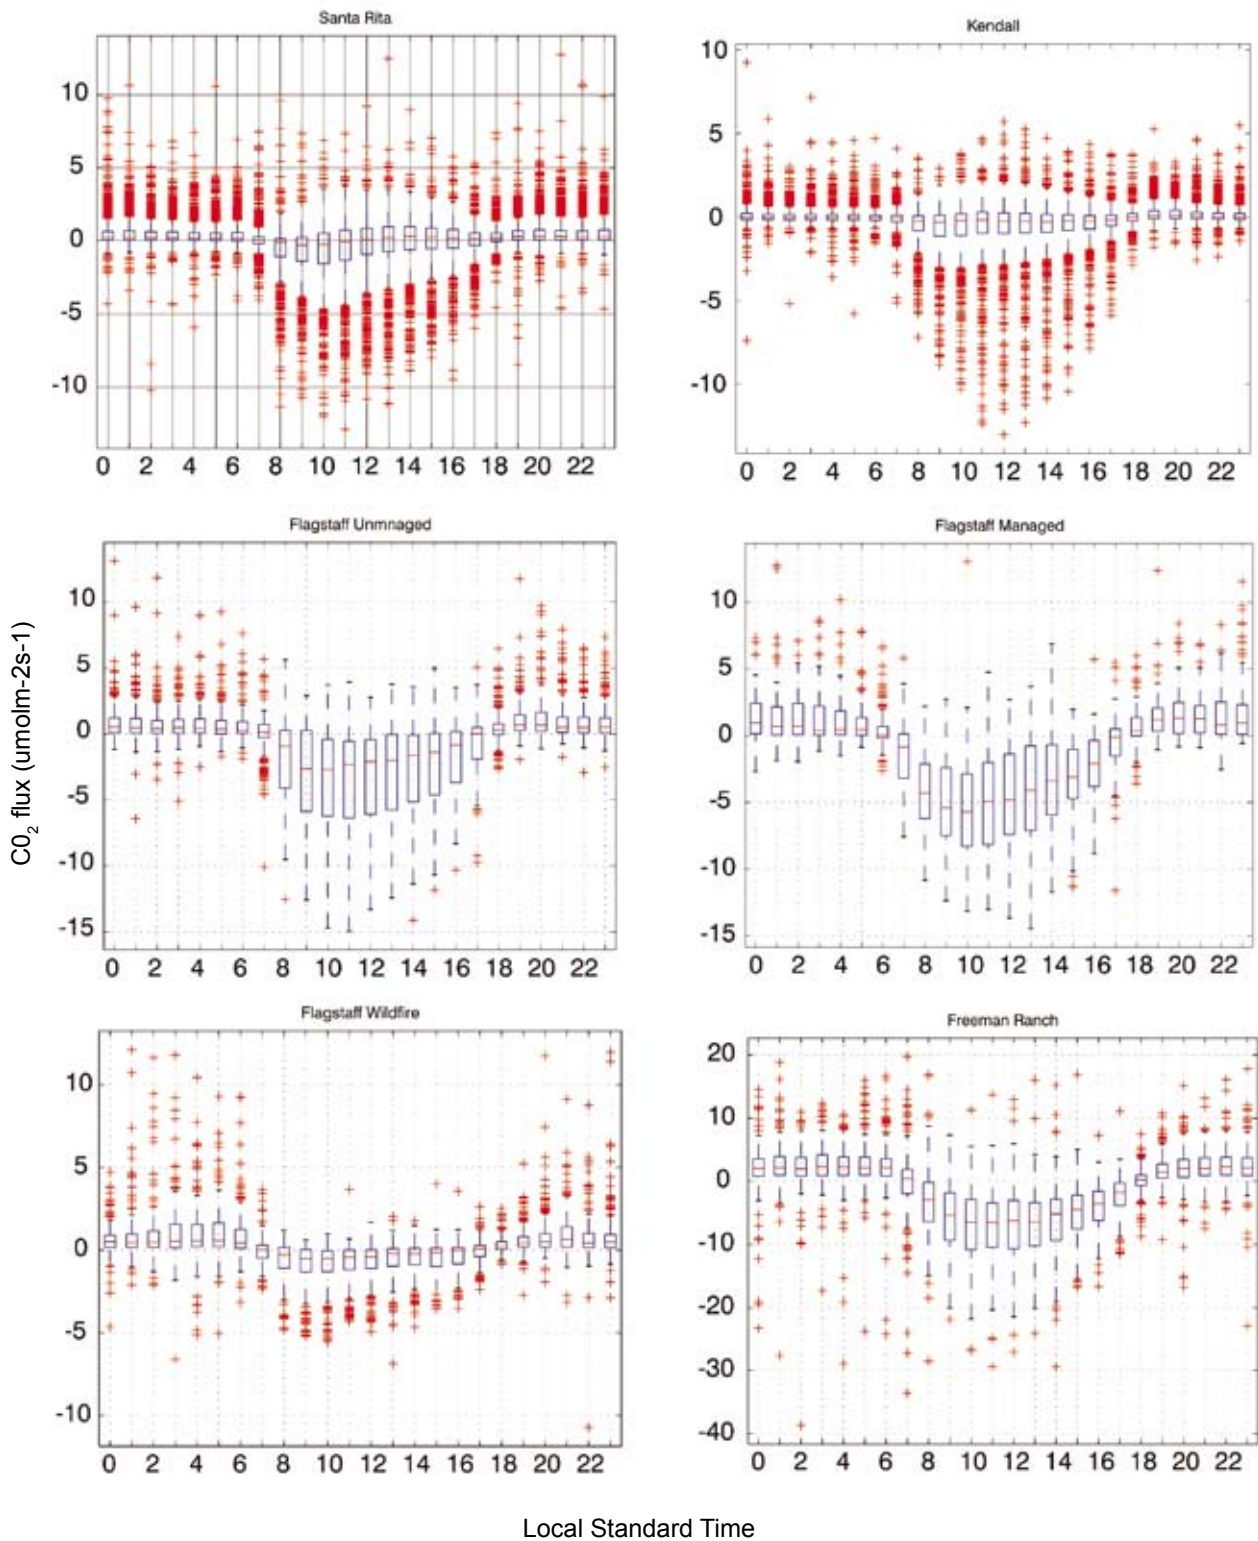 Santa Rita
Kendall
10
5
0
-5
-10
0 2 4 6 8 10 12 14 16 18 20 22
10
5
0
-5
-10
0 2 4 6 8 10 12 14 16 18 20 22
Flagstaff Unmnaged
Flagstaff Managed
10
5
0
-5
-10
-15
0 2 4 6 8 10 12 14 16 18 20 22
10
5
0
-5
-10
-15
0 2 4 6 8 10 12 14 16 18 20 22
C0₂ flux (umolm-2s-1)
Flagstaff Wildfire
Freeman Ranch
10
5
0
-5
-10
0 2 4 6 8 10 12 14 16 18 20 22
20
10
0
-10
-20
-30
-40
0 2 4 6 8 10 12 14 16 18 20 22
Local Standard Time